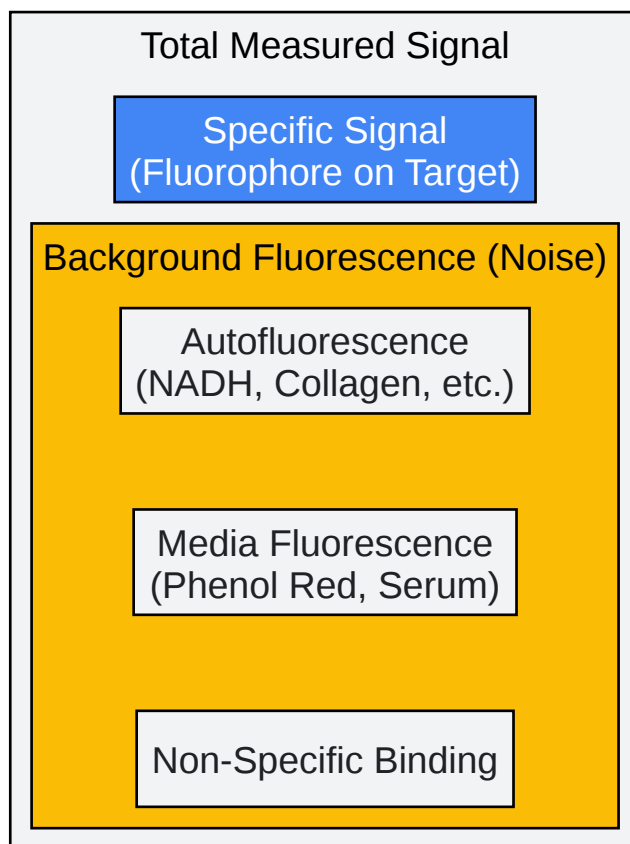 Total Measured Signal
Specific Signal
(Fluorophore on Target)
Background Fluorescence (Noise)
Autofluorescence
(NADH, Collagen, etc.)
Media Fluorescence
(Phenol Red, Serum)
Non-Specific Binding